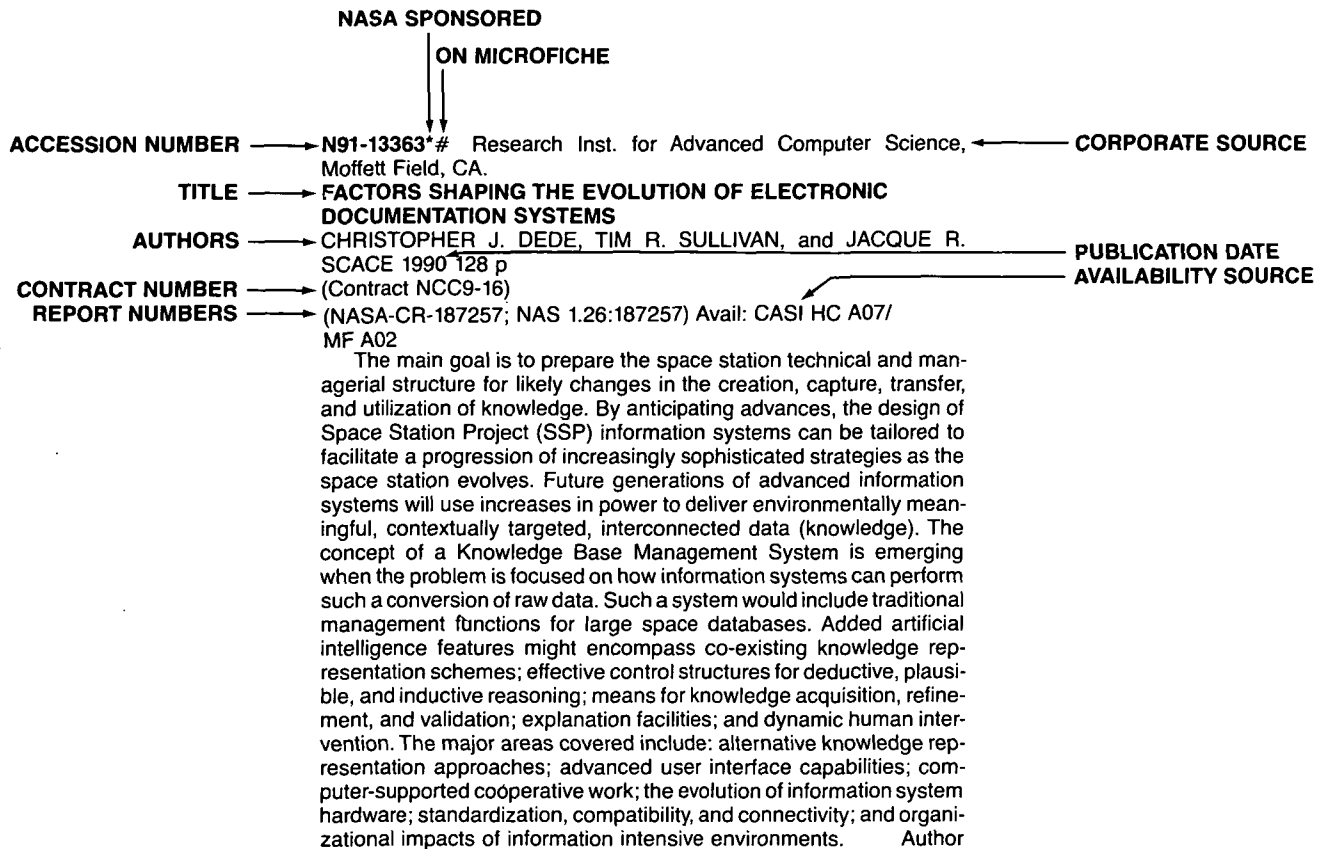 NASA SPONSORED
ON MICROFICHE
ACCESSION NUMBER
N91-13363*# Research Inst. for Advanced Computer Science,
CORPORATE SOURCE
Moffett Field, CA.
TITLE
FACTORS SHAPING THE EVOLUTION OF ELECTRONIC
DOCUMENTATION SYSTEMS
AUTHORS
CHRISTOPHER J. DEDE, TIM R. SULLIVAN, and JACQUE R.
PUBLICATION DATE
SCACE 1990 128 p
AVAILABILITY SOURCE
CONTRACT NUMBER
(Contract NCC9-16)
REPORT NUMBERS
(NASA-CR-187257; NAS 1.26:187257) Avail: CASI HC A07/
MF A02
The main goal is to prepare the space station technical and man-
agerial structure for likely changes in the creation, capture, transfer,
and utilization of knowledge. By anticipating advances, the design of
Space Station Project (SSP) information systems can be tailored to
facilitate a progression of increasingly sophisticated strategies as the
space station evolves. Future generations of advanced information
systems will use increases in power to deliver environmentally mean-
ingful, contextually targeted, interconnected data (knowledge). The
concept of a Knowledge Base Management System is emerging
when the problem is focused on how information systems can perform
such a conversion of raw data. Such a system would include traditional
management functions for large space databases. Added artificial
intelligence features might encompass co-existing knowledge rep-
resentation schemes; effective control structures for deductive, plausi-
ble, and inductive reasoning; means for knowledge acquisition, refine-
ment, and validation; explanation facilities; and dynamic human inter-
vention. The major areas covered include: alternative knowledge rep-
resentation approaches; advanced user interface capabilities; com-
puter-supported cooperative work; the evolution of information system
hardware; standardization, compatibility, and connectivity; and organi-
zational impacts of information intensive environments. Author